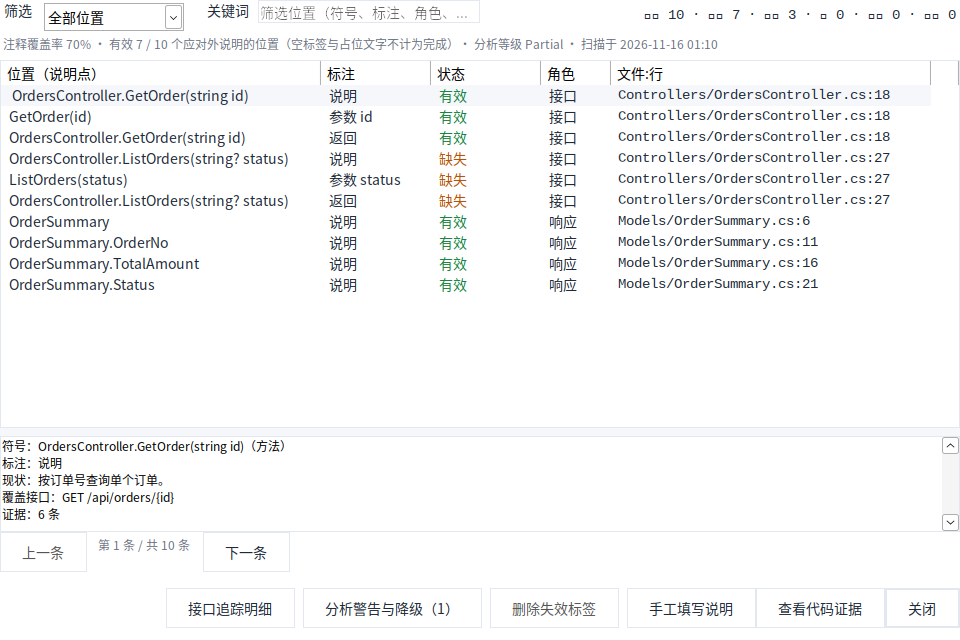 筛选 全部位置 关键词 筛选位置（符号、标注、角色、... 10 · 7 · 3 · 0 · 0 · 0
注释覆盖率 70% · 有效 7 / 10 个应对外说明的位置（空标签与占位文字不计为完成） · 分析等级 Partial · 扫描于 2026-11-16 01:10
位置（说明点） 标注 状态 角色 文件:行
OrdersController.GetOrder(string id) 说明 有效 接口 Controllers/OrdersController.cs:18
GetOrder(id) 参数 id 有效 接口 Controllers/OrdersController.cs:18
OrdersController.GetOrder(string id) 返回 有效 接口 Controllers/OrdersController.cs:18
OrdersController.ListOrders(string? status) 说明 缺失 接口 Controllers/OrdersController.cs:27
ListOrders(status) 参数 status 缺失 接口 Controllers/OrdersController.cs:27
OrdersController.ListOrders(string? status) 返回 缺失 接口 Controllers/OrdersController.cs:27
OrderSummary 说明 有效 响应 Models/OrderSummary.cs:6
OrderSummary.OrderNo 说明 有效 响应 Models/OrderSummary.cs:11
OrderSummary.TotalAmount 说明 有效 响应 Models/OrderSummary.cs:16
OrderSummary.Status 说明 有效 响应 Models/OrderSummary.cs:21
符号：OrdersController.GetOrder(string id)（方法）
标注：说明
现状：按订单号查询单个订单。
覆盖接口：GET /api/orders/{id}
证据：6 条
上一条 第 1 条 / 共 10 条 下一条
接口追踪明细 分析警告与降级（1） 删除失效标签 手工填写说明 查看代码证据 关闭